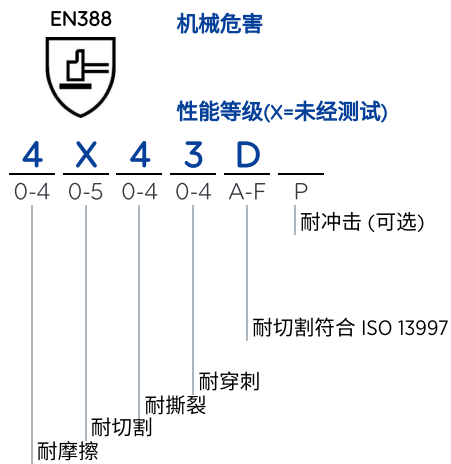 EN388
机械危害
性能等级(X=未经测试)
4 X 4 3 D
0-4 0-5 0-4 0-4 A-F P
耐冲击 (可选)
耐切割符合 ISO 13997
耐穿刺
耐撕裂
耐切割
耐摩擦